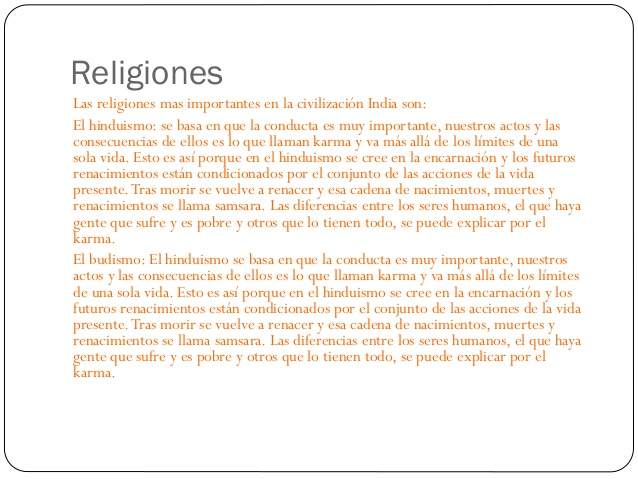 Religiones
Las religiones mas importantes en la civilización India son:
El hinduismo: se basa en que la conducta es muy importante, nuestros actos y las
consecuencias de ellos es lo que llaman karma y va más allá de los límites de una
sola vida. Esto es así porque en el hinduismo se cree en la encarnación y los futuros
renacimientos están condicionados por el conjunto de las acciones de la vida
presente. Tras morir se vuelve a renacer y esa cadena de nacimientos, muertes y
renacimientos se llama samsara. Las diferencias entre los seres humanos, el que haya
gente que sufre y es pobre y otros que lo tienen todo, se puede explicar por el
karma.
El budismo: El hinduismo se basa en que la conducta es muy importante, nuestros
actos y las consecuencias de ellos es lo que llaman karma y va más allá de los límites
de una sola vida. Esto es así porque en el hinduismo se cree en la encarnación y los
futuros renacimientos están condicionados por el conjunto de las acciones de la vida
presente. Tras morir se vuelve a renacer y esa cadena de nacimientos, muertes y
renacimientos se llama samsara. Las diferencias entre los seres humanos, el que haya
gente que sufre y es pobre y otros que lo tienen todo, se puede explicar por el
karma.